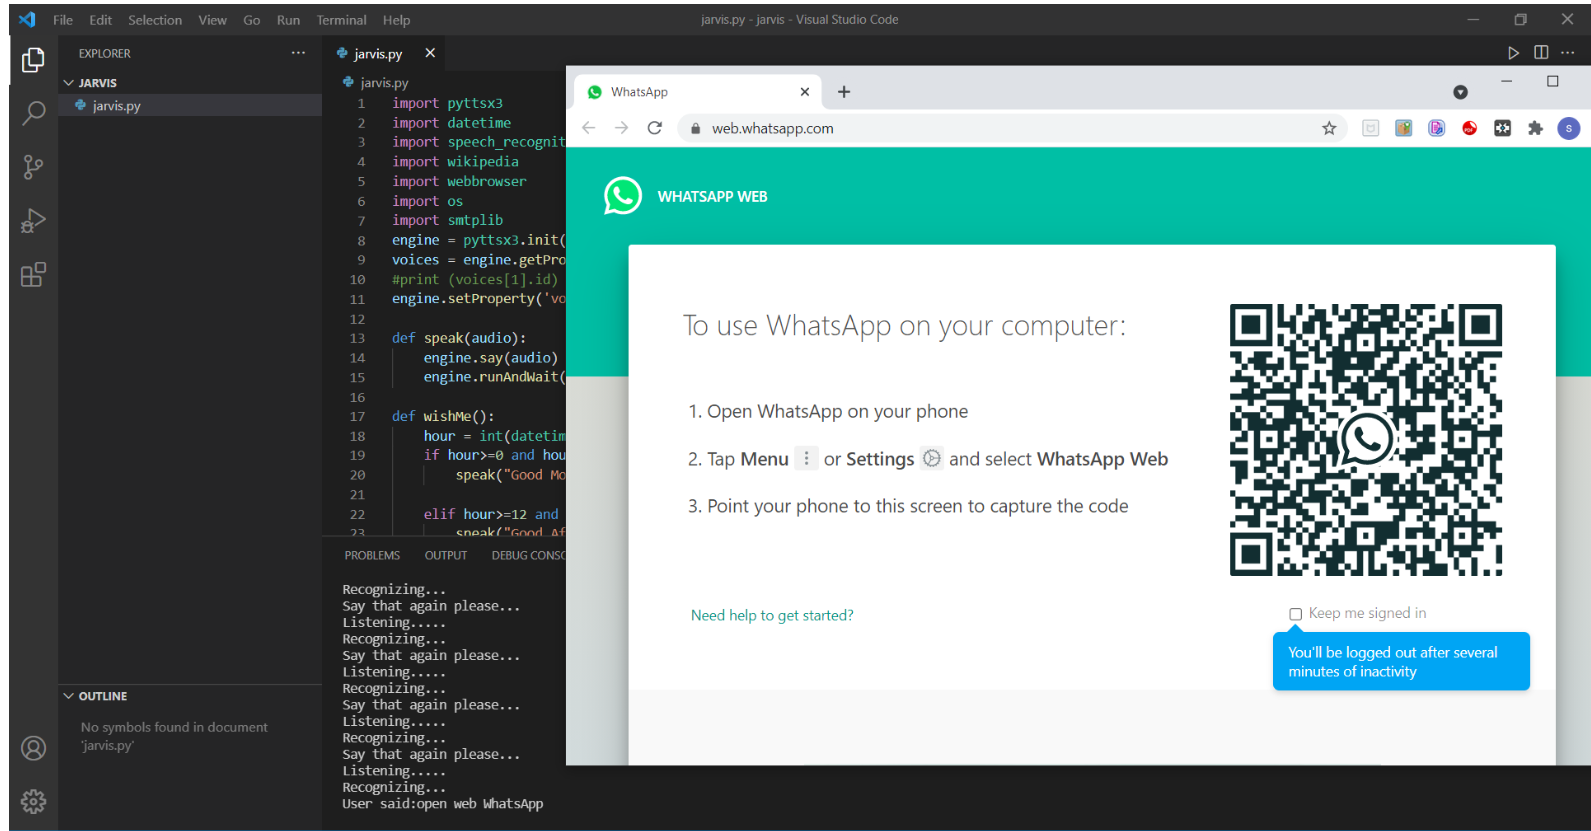 File Edit Selection View Go Run Terminal Help
jarvis.py - jarvis - Visual Studio Code
EXPLORER
JARVIS
jarvis.py
OUTLINE
No symbols found in document
'jarvis.py'
jarvis.py
jarvis.py
1 import pyttsx3
2 import datetime
3 import speech_recognit
4 import wikipedia
5 import webbrowser
6 import os
7 import smtplib
8 engine = pyttsx3.init(
9 voices = engine.getPro
10 #print (voices[1].id)
11 engine.setProperty('vo
12
13 def speak(audio):
14 engine.say(audio)
15 engine.runAndWait(
16
17 def wishMe():
18 hour = int(datetim
19 if hour>=0 and hou
20 speak("Good Mo
21
22 elif hour>=12 and
23 speak("Good Af
PROBLEMS OUTPUT DEBUG CONSO
Recognizing...
Say that again please...
Listening.....
Recognizing...
Say that again please...
Listening.....
Recognizing...
Say that again please...
Listening.....
Recognizing...
Say that again please...
Listening.....
Recognizing...
User said:open web WhatsApp
WhatsApp
web.whatsapp.com
PDF
S
WHATSAPP WEB
To use WhatsApp on your computer:
1. Open WhatsApp on your phone
2. Tap Menu or Settings and select WhatsApp Web
3. Point your phone to this screen to capture the code
Need help to get started?
Keep me signed in
You'll be logged out after several
minutes of inactivity